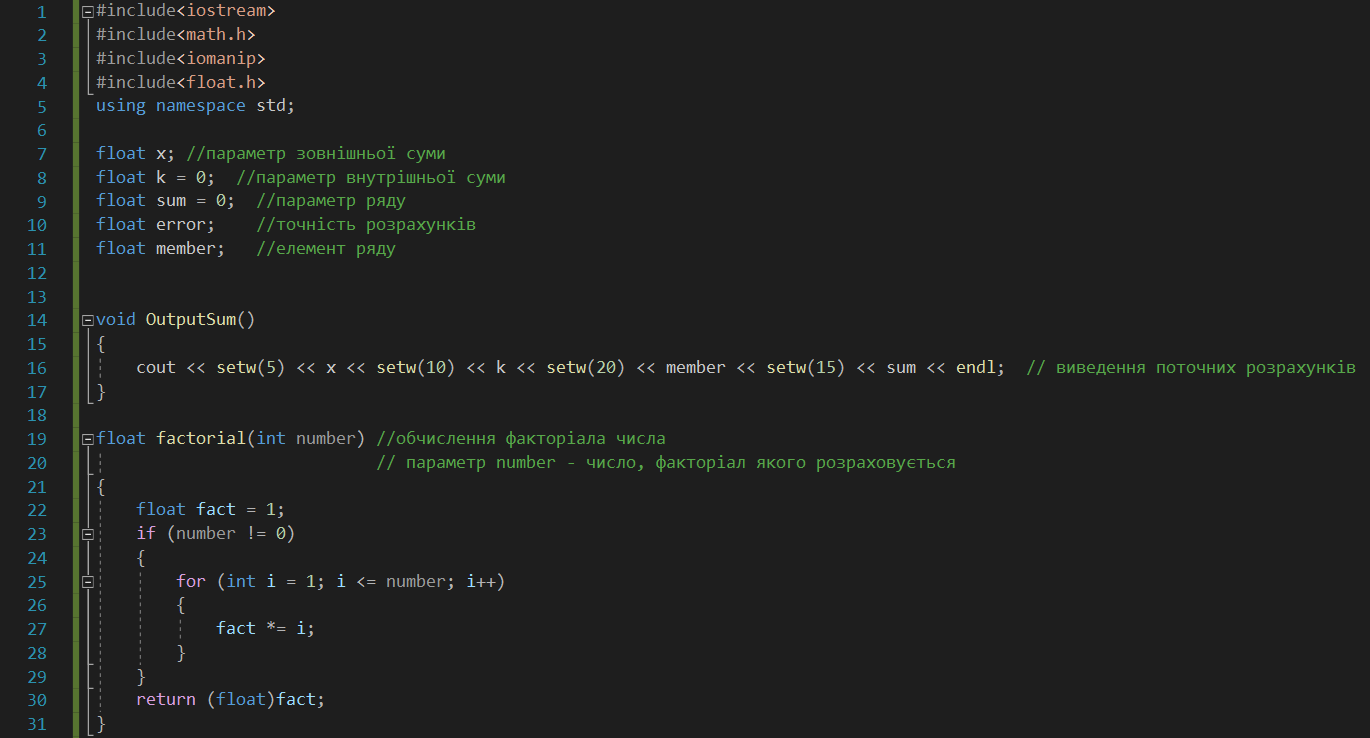 1 #include<iostream>
2 #include<math.h>
3 #include<iomanip>
4 #include<float.h>
5 using namespace std;
6
7 float x; //параметр зовнішньої суми
8 float k = 0;  //параметр внутрішньої суми
9 float sum = 0;  //параметр ряду
10 float error;    //точність розрахунків
11 float member;   //елемент ряду
12
13
14 void OutputSum()
15 {
16     cout << setw(5) << x << setw(10) << k << setw(20) << member << setw(15) << sum << endl;  // виведення поточних розрахунків
17 }
18
19 float factorial(int number) //обчислення факторіала числа
20                             // параметр number - число, факторіал якого розраховується
21 {
22     float fact = 1;
23     if (number != 0)
24     {
25         for (int i = 1; i <= number; i++)
26         {
27             fact *= i;
28         }
29     }
30     return (float)fact;
31 }